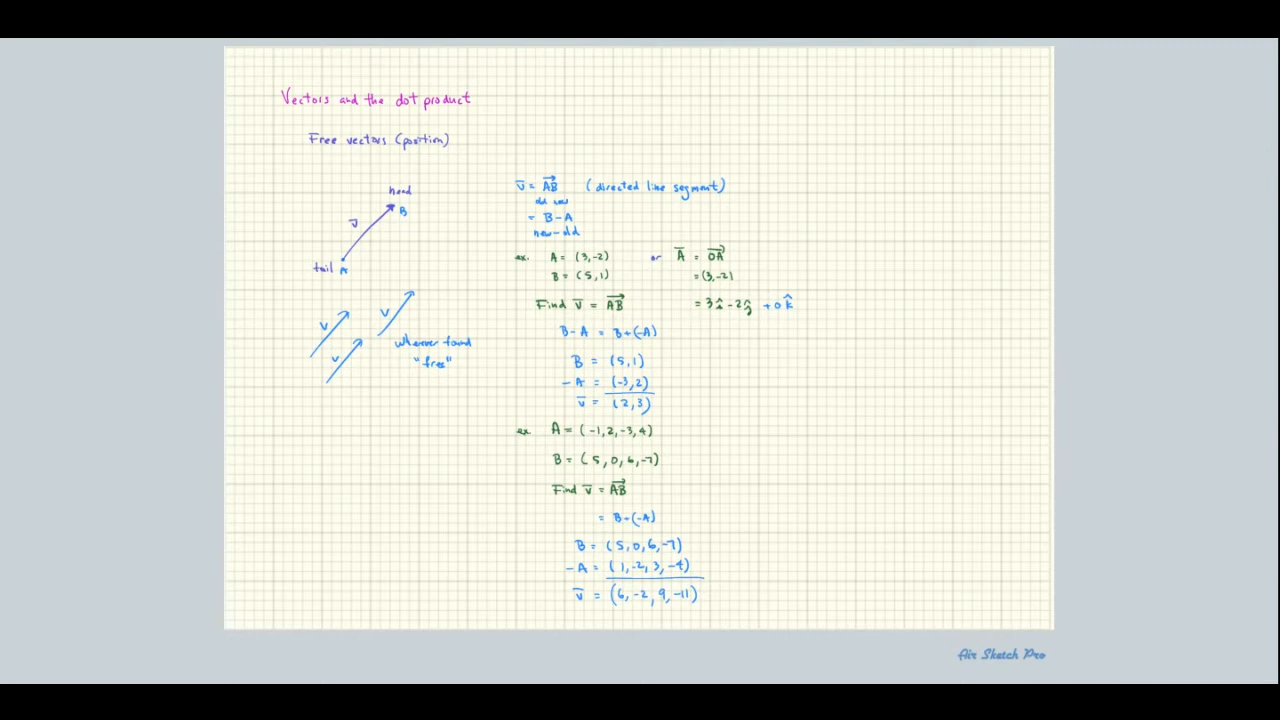 Vectors and the dot product
Free vectors (position)
head
B
v̄
tail A
v
v
v
wherever found
"free"
v̄ = AB⃗ (directed line segment)
old new
= B-A
new-old
ex. A = (3,-2) or Ā = OA⃗
B = (5,1) = (3,-2)
Find v̄ = AB⃗ = 3î -2ĵ +0k̂
B-A = B+(-A)
B = (5,1)
-A = (-3,2)
v̄ = (2,3)
ex A = (-1,2,-3,4)
B = (5,0,6,-7)
Find v̄ = AB⃗
= B+(-A)
B = (5,0,6,-7)
-A = (1,-2,3,-4)
v̄ = (6,-2,9,-11)
Air Sketch Pro